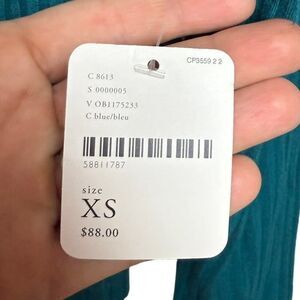 CP3559 2 2
C 8613
S 0000005
V OB1175233
C blue/bleu
58811787
size
XS
$88.00